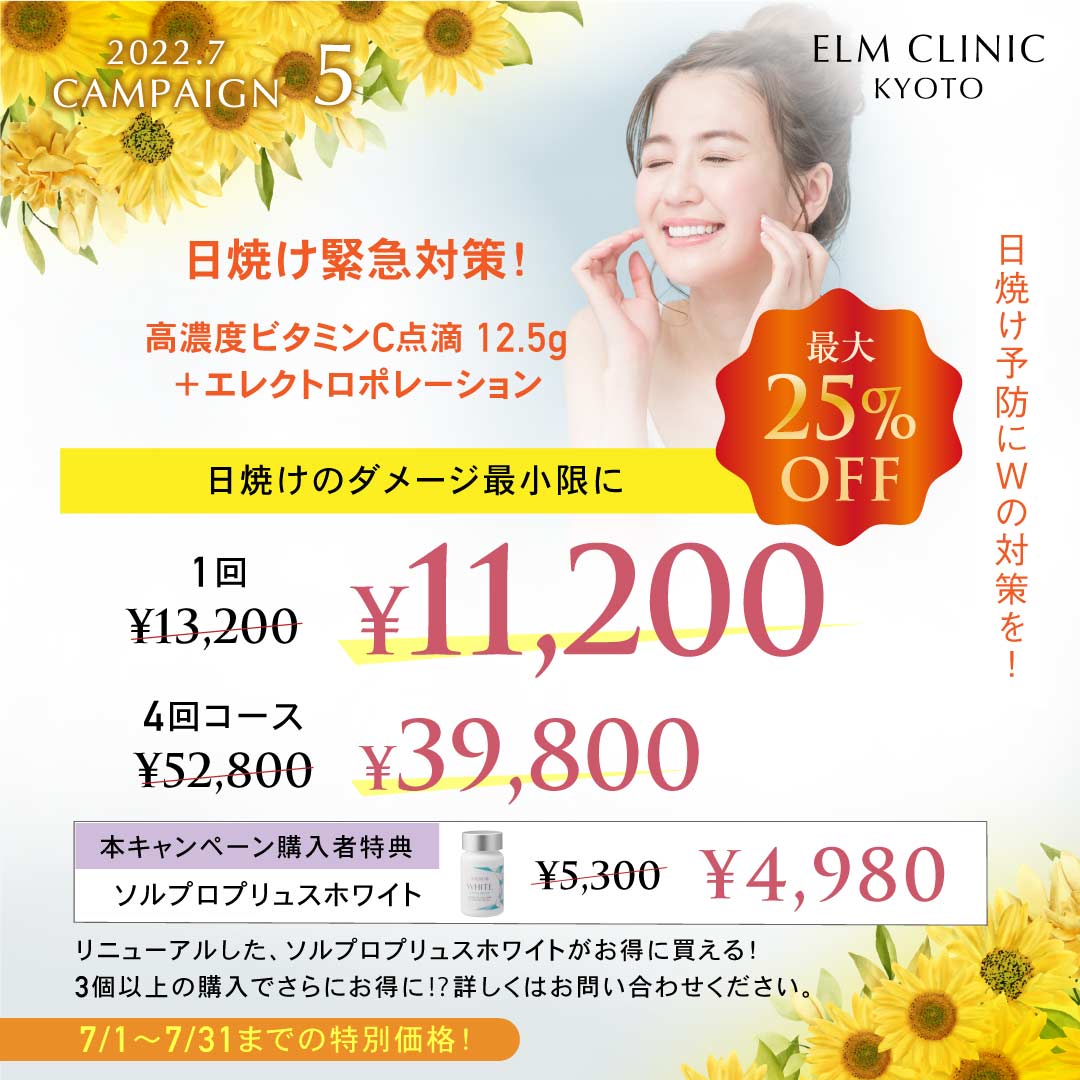 2022.7
CAMPAIGN 5
ELM CLINIC
KYOTO
日焼け緊急対策！
高濃度ビタミンC点滴 12.5g
＋エレクトロポレーション
最大
25%
OFF
日焼け予防にWの対策を！
日焼けのダメージ最小限に
1回
¥13,200
¥11,200
4回コース
¥52,800
¥39,800
本キャンペーン購入者特典
ソルプロプリュスホワイト
WHITE
¥5,300
¥4,980
リニューアルした、ソルプロプリュスホワイトがお得に買える！
3個以上の購入でさらにお得に!?詳しくはお問い合わせください。
7/1～7/31までの特別価格！